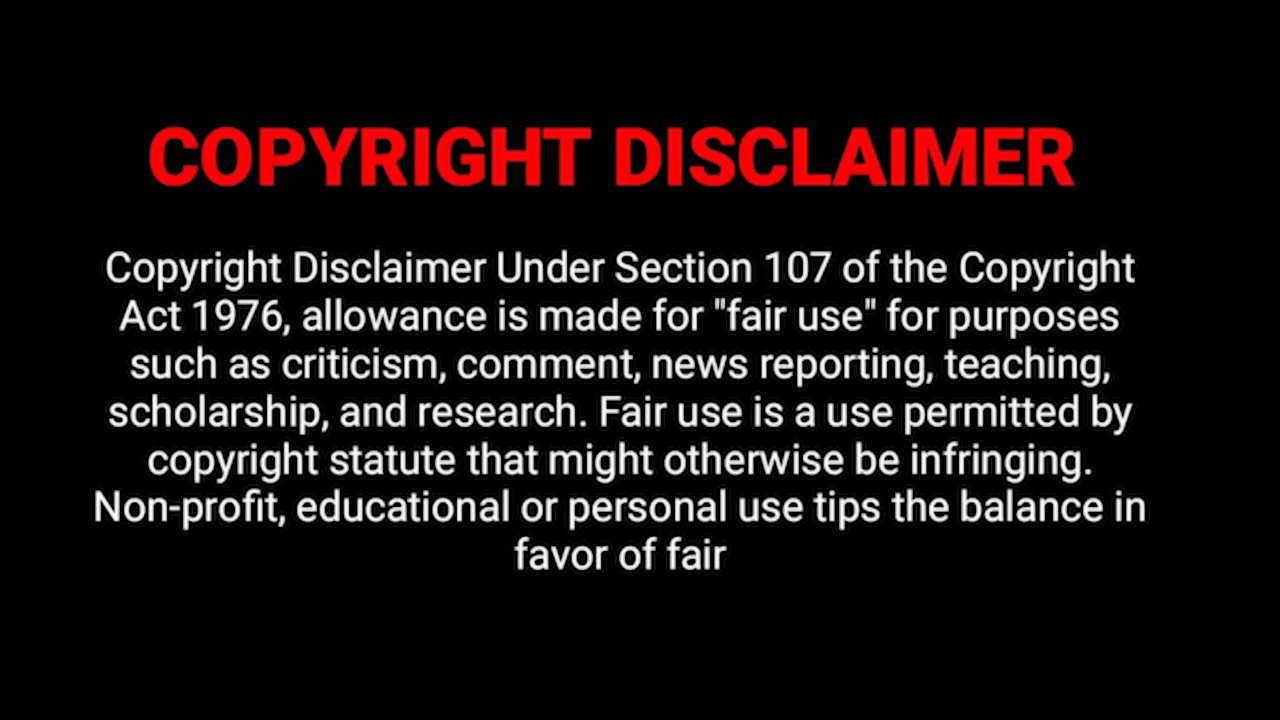 COPYRIGHT DISCLAIMER
Copyright Disclaimer Under Section 107 of the Copyright
Act 1976, allowance is made for "fair use" for purposes
such as criticism, comment, news reporting, teaching,
scholarship, and research. Fair use is a use permitted by
copyright statute that might otherwise be infringing.
Non-profit, educational or personal use tips the balance in
favor of fair